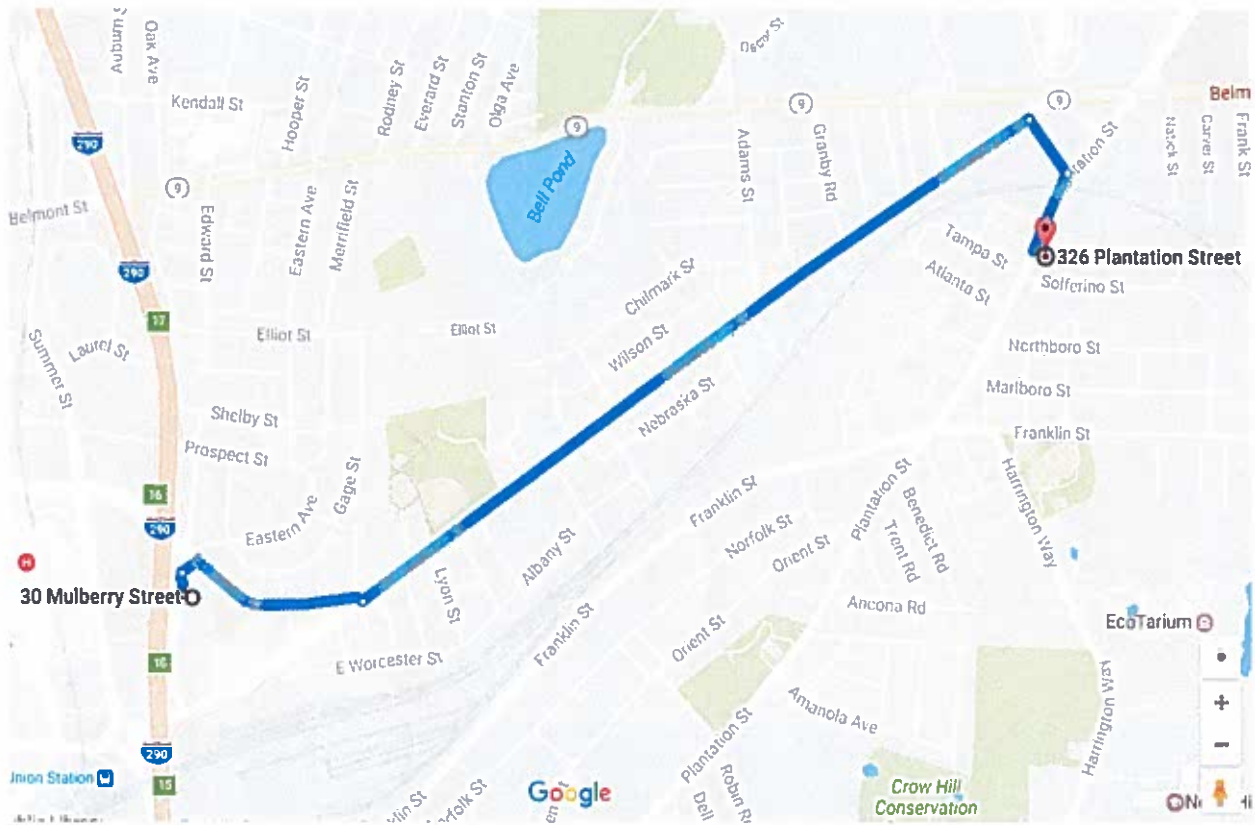 Oak Ave
Kendall St
Hooper St
Rodney St
Everard St
Stanton St
Olga Ave
9
9
9
Belm
290
9
Bell Pond
Adams St
Granby Rd
Carver St
Frank St
Belmont St
Edward St
Eastern Ave
Merrifield St
290
Tampa St
326 Plantation Street
Atlanta St
Solferino St
Chilmark St
17
Elliot St
Elliot St
Wilson St
Summer St
Laurel St
Northboro St
Nebraska St
Marlboro St
Shelby St
Franklin St
Prospect St
Gage St
16
290
Eastern Ave
Franklin St
Plantation St
Harrington Way
Benedict Rd
Norfolk St
Orient St
Trent Rd
H
Albany St
30 Mulberry Street
Lyon St
Ancona Rd
EcoTarium
Franklin St
Orient St
E Worcester St
16
Harrington Way
Amanola Ave
Plantation St
290
Union Station
15
Google
Robin Rd
Crow Hill
Conservation